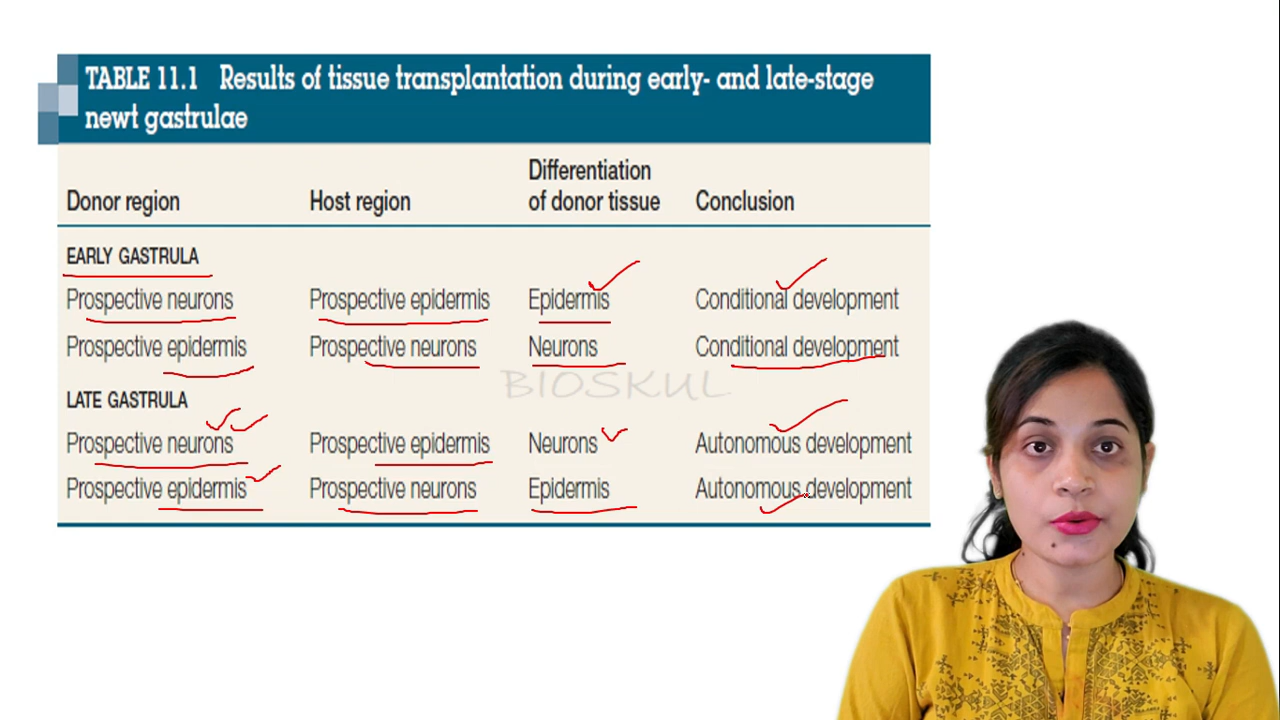 TABLE 11.1 Results of tissue transplantation during early- and late-stage
newt gastrulae
Differentiation
Donor region Host region of donor tissue Conclusion
EARLY GASTRULA
Prospective neurons Prospective epidermis Epidermis Conditional development
Prospective epidermis Prospective neurons Neurons Conditional development
BIOSKUL
LATE GASTRULA
Prospective neurons Prospective epidermis Neurons Autonomous development
Prospective epidermis Prospective neurons Epidermis Autonomous development